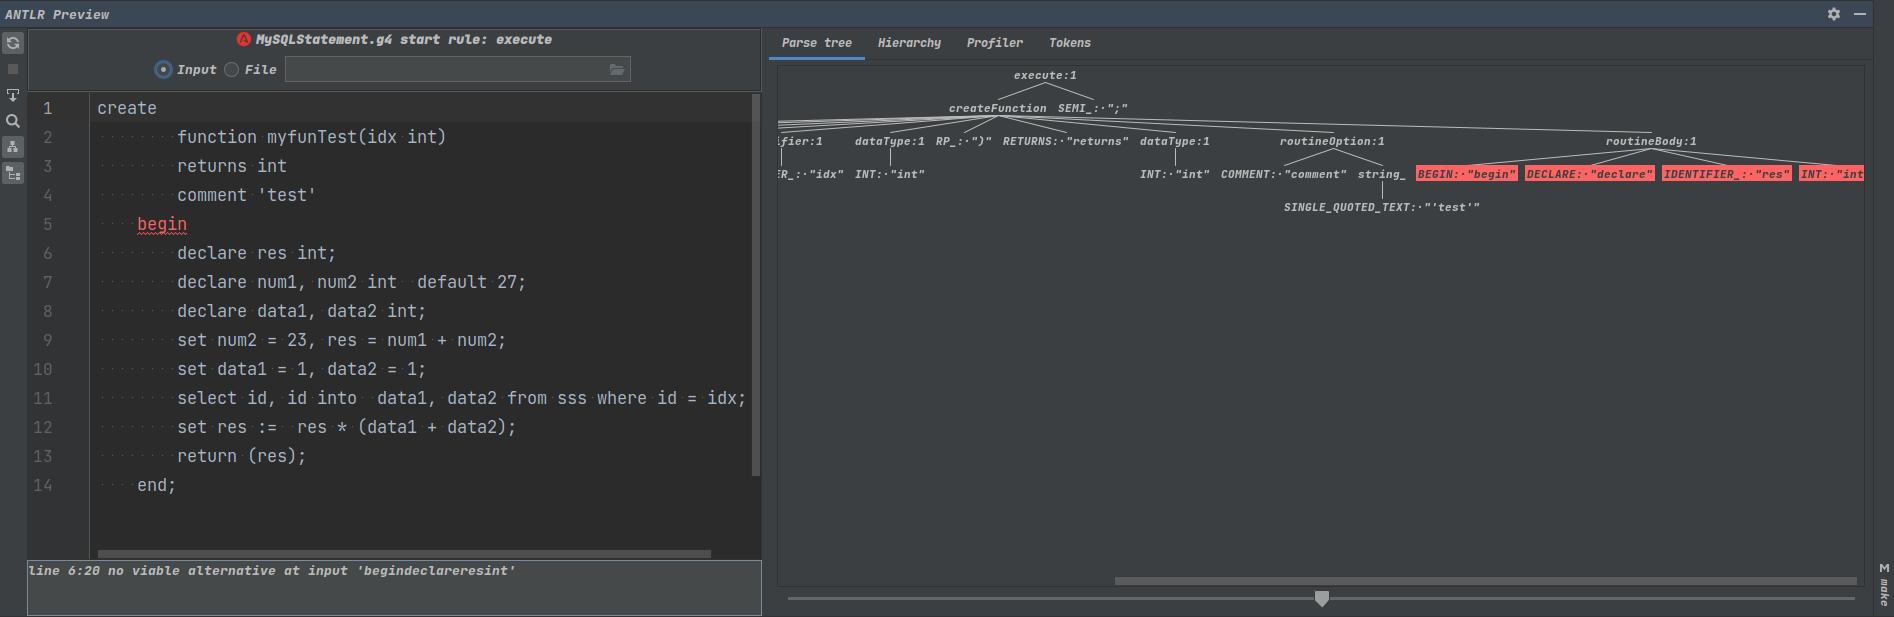 ANTLR Preview
MySQLStatement.g4 start rule: execute
Input File
1 create
2 function myfunTest(idx int)
3 returns int
4 comment 'test'
5 begin
6 declare res int;
7 declare num1, num2 int  default 27;
8 declare data1, data2 int;
9 set num2 = 23, res = num1 + num2;
10 set data1 = 1, data2 = 1;
11 select id, id into  data1, data2 from sss where id = idx;
12 set res :=  res * (data1 + data2);
13 return (res);
14 end;
line 6:20 no viable alternative at input 'begindeclareresint'
Parse tree Hierarchy Profiler Tokens
execute:1
createFunction SEMI_:·";"
ifier:1 dataType:1 RP_:·")" RETURNS:·"returns" dataType:1 routineOption:1 routineBody:1
ER_:·"idx" INT:·"int" INT:·"int" COMMENT:·"comment" string_ BEGIN:·"begin" DECLARE:·"declare" IDENTIFIER_:·"res" INT:·"int
SINGLE_QUOTED_TEXT:·"'test'"
M make